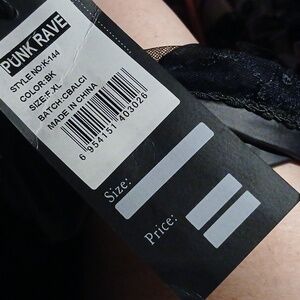 PUNK RAVE
STYLE NO:K-144
COLOR:BK
SIZE:F-XL
BATCH:CBALCI
MADE IN CHINA
6 954151 403026
Size:
Price: